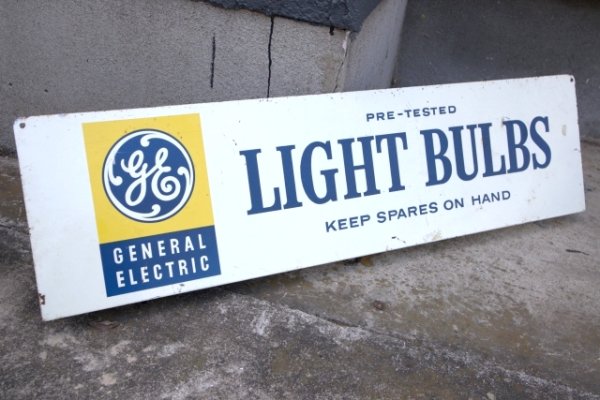 GE
GENERAL
ELECTRIC
PRE-TESTED
LIGHT BULBS
KEEP SPARES ON HAND